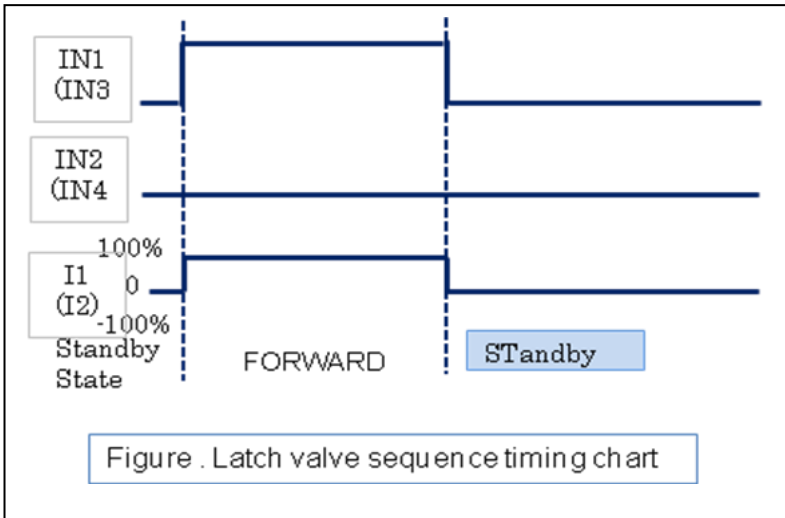 IN1
(IN3
IN2
(IN4
100%
I1
0
(I2)
-100%
Standby
State
FORWARD
STandby
Figure . Latch valve sequence timing chart